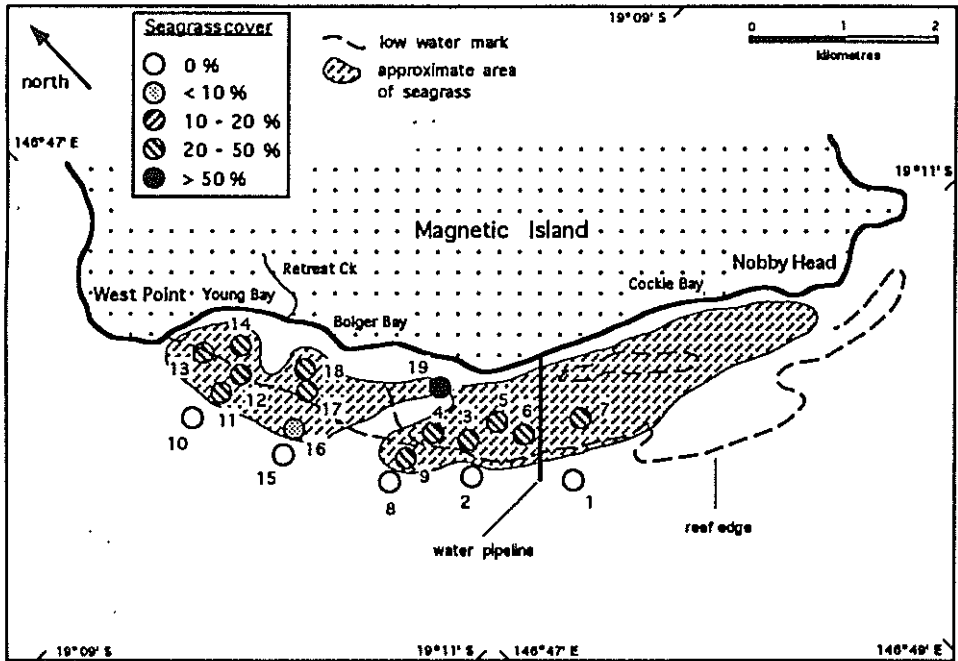 19°09' S
Seagrass cover
0 %
< 10 %
10 - 20 %
20 - 50 %
> 50 %
low water mark
approximate area
of seagrass
0 1 2
kilometres
north
146°47' E
19°11' S
Magnetic Island
Nobby Head
Retreat Ck
Cockle Bay
West Point
Young Bay
Bolger Bay
14
13
18
19
12
17
11
5
4
3
6
7
10
16
15
9
8
2
1
reef edge
water pipeline
19°09' S
19°11' S
146°47' E
146°49' E